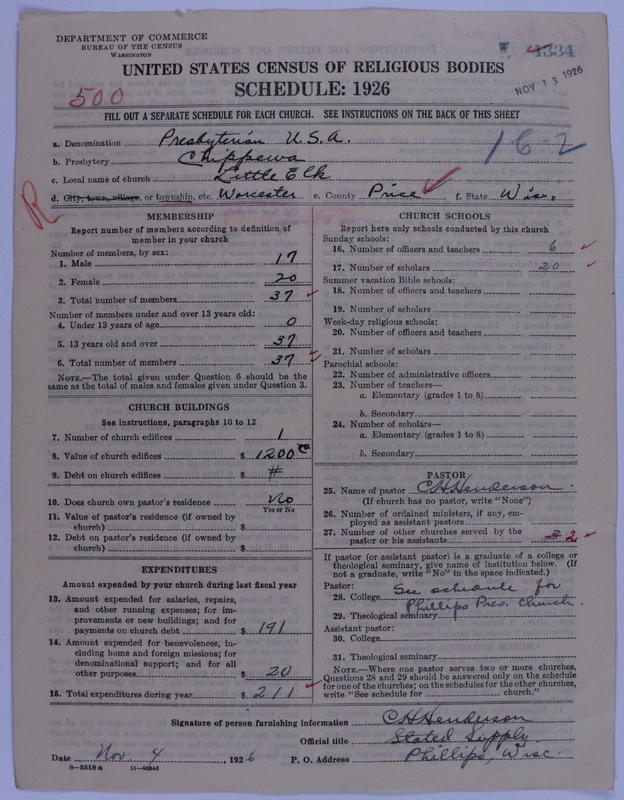 DEPARTMENT OF COMMERCE
BUREAU OF THE CENSUS
WASHINGTON
4334
NOV 13 1926
UNITED STATES CENSUS OF RELIGIOUS BODIES
SCHEDULE: 1926
500
FILL OUT A SEPARATE SCHEDULE FOR EACH CHURCH. SEE INSTRUCTIONS ON THE BACK OF THIS SHEET
16-2
a. Denomination Presbyterian U.S.A.
b. Presbytery Chippewa
c. Local name of church Little Elk
d. City, town, village, or township, etc. Worcester e. County Price f. State Wisc.
R
MEMBERSHIP
Report number of members according to definition of
member in your church
Number of members, by sex:
1. Male 17
2. Female 20
3. Total number of members 37
Number of members under and over 13 years old:
4. Under 13 years of age 0
5. 13 years old and over 37
6. Total number of members 37
NOTE.—The total given under Question 6 should be the
same as the total of males and females given under Question 3.
CHURCH BUILDINGS
See instructions, paragraphs 10 to 12
7. Number of church edifices 1
8. Value of church edifices $ 1200
9. Debt on church edifices $
10. Does church own pastor's residence No
Yes or No
11. Value of pastor's residence (if owned by
church) $
12. Debt on pastor's residence (if owned by
church) $
EXPENDITURES
Amount expended by your church during last fiscal year
13. Amount expended for salaries, repairs,
and other running expenses; for im-
provements or new buildings; and for
payments on church debt $ 191
14. Amount expended for benevolences, in-
cluding home and foreign missions; for
denominational support; and for all
other purposes $ 20
15. Total expenditures during year $ 211
CHURCH SCHOOLS
Report here only schools conducted by this church
Sunday schools:
16. Number of officers and teachers 6
17. Number of scholars 20
Summer vacation Bible schools:
18. Number of officers and teachers
19. Number of scholars
Week-day religious schools:
20. Number of officers and teachers
21. Number of scholars
Parochial schools:
22. Number of administrative officers
23. Number of teachers—
a. Elementary (grades 1 to 8)
b. Secondary
24. Number of scholars—
a. Elementary (grades 1 to 8)
b. Secondary
PASTOR
25. Name of pastor C H Henderson
(If church has no pastor, write "None")
26. Number of ordained ministers, if any, em-
ployed as assistant pastors
27. Number of other churches served by the
pastor or his assistants 3 2
If pastor (or assistant pastor) is a graduate of a college or
theological seminary, give name of institution below. (If
not a graduate, write "No" in the space indicated.)
Pastor: See schedule for
28. College Phillips Pres. Church.
29. Theological seminary
Assistant pastor:
30. College
31. Theological seminary
NOTE.—Where one pastor serves two or more churches,
Questions 28 and 29 should be answered only on the schedule
for one of the churches; on the schedules for the other churches,
write "See schedule for church."
Signature of person furnishing information C H Henderson
Official title Stated Supply
Date Nov. 4, 1926 P. O. Address Phillips, Wisc.
8-5518 a